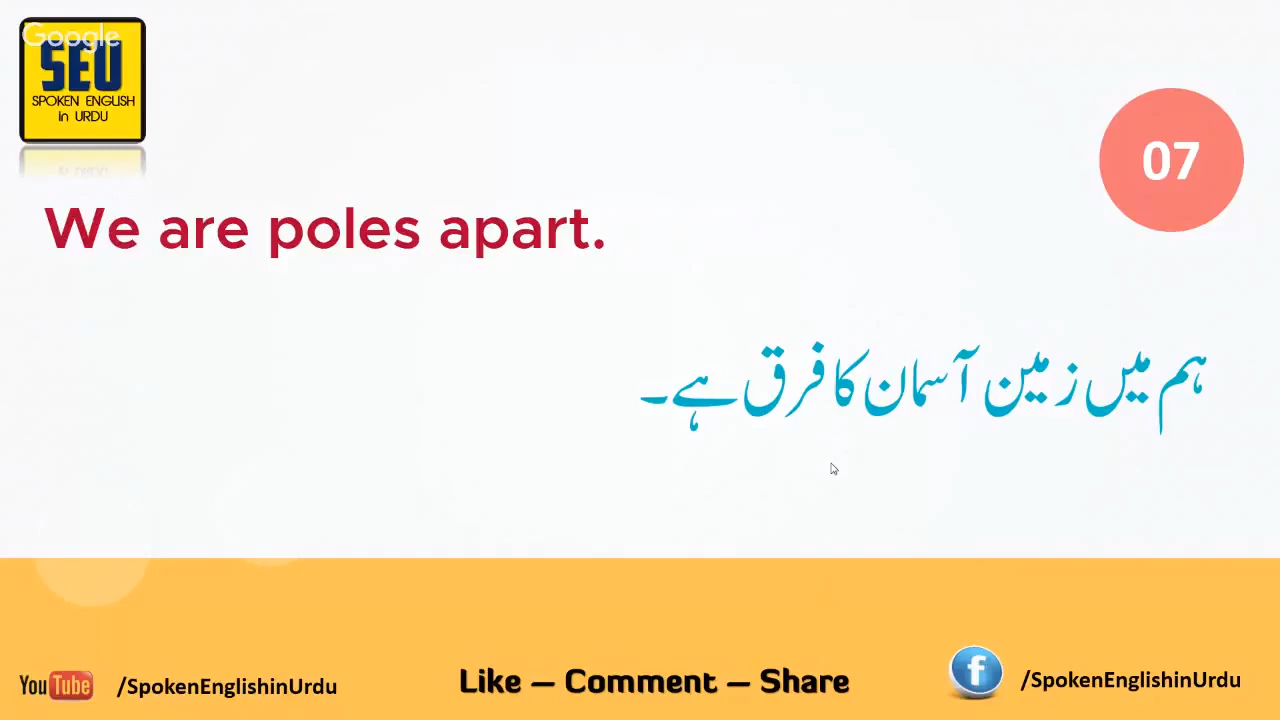 Google
SEU
SPOKEN ENGLISH
in URDU
07
We are poles apart.
ہم میں زمین آسمان کا فرق ہے۔
YouTube /SpokenEnglishinUrdu
Like – Comment – Share
f /SpokenEnglishinUrdu